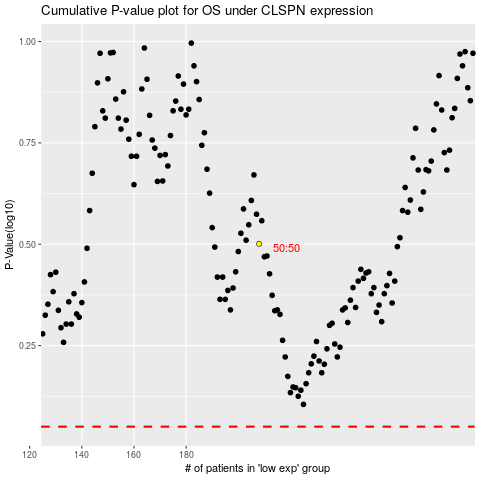 Cumulative P-value plot for OS under CLSPN expression
P-Value(log10)
1.00
0.75
0.50
0.25
50:50
120 140 160 180
# of patients in 'low exp' group